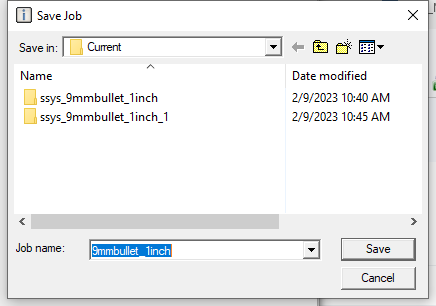 Save Job
Save in: Current
Name Date modified
ssys_9mmbullet_1inch 2/9/2023 10:40 AM
ssys_9mmbullet_1inch_1 2/9/2023 10:45 AM
Job name: 9mmbullet_1inch Save
Cancel